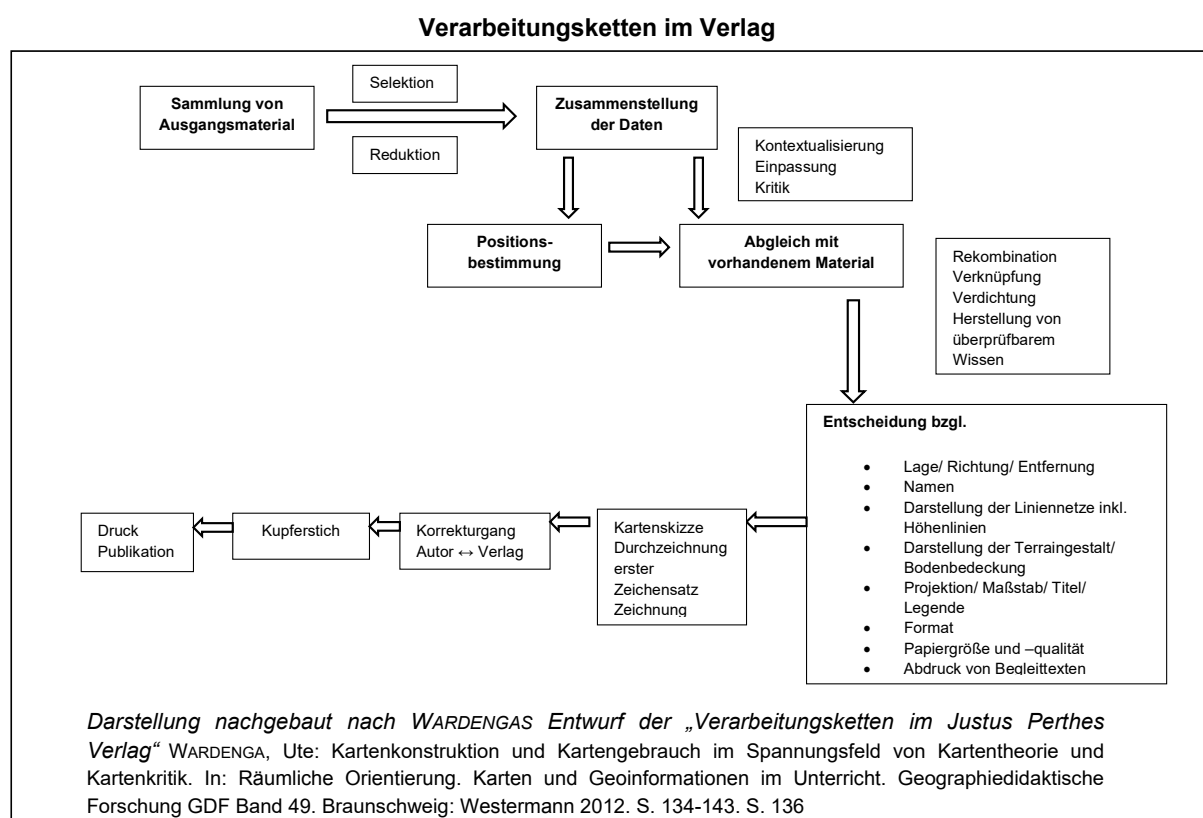 Verarbeitungsketten im Verlag
Sammlung von
Ausgangsmaterial
Selektion
Reduktion
Zusammenstellung
der Daten
Kontextualisierung
Einpassung
Kritik
Positions-
bestimmung
Abgleich mit
vorhandenem Material
Rekombination
Verknüpfung
Verdichtung
Herstellung von
überprüfbarem
Wissen
Entscheidung bzgl.
• Lage/ Richtung/ Entfernung
• Namen
• Darstellung der Liniennetze inkl.
Höhenlinien
• Darstellung der Terraingestalt/
Bodenbedeckung
• Projektion/ Maßstab/ Titel/
Legende
• Format
• Papiergröße und –qualität
• Abdruck von Begleittexten
Kartenskizze
Durchzeichnung
erster
Zeichensatz
Zeichnung
Korrekturgang
Autor ↔ Verlag
Kupferstich
Druck
Publikation
Darstellung nachgebaut nach WARDENGAS Entwurf der „Verarbeitungsketten im Justus Perthes
Verlag“ WARDENGA, Ute: Kartenkonstruktion und Kartengebrauch im Spannungsfeld von Kartentheorie und
Kartenkritik. In: Räumliche Orientierung. Karten und Geoinformationen im Unterricht. Geographiedidaktische
Forschung GDF Band 49. Braunschweig: Westermann 2012. S. 134-143. S. 136